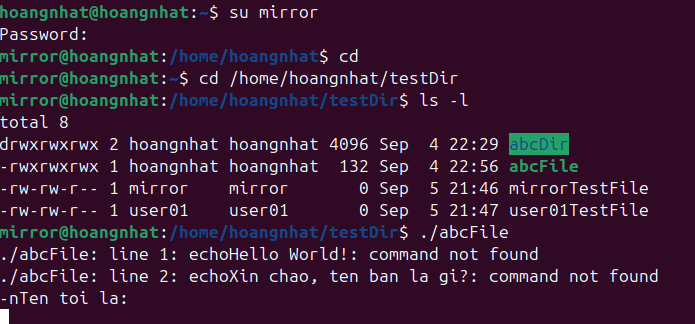 hoangnhat@hoangnhat:~$ su mirror
Password:
mirror@hoangnhat:/home/hoangnhat$ cd
mirror@hoangnhat:~$ cd /home/hoangnhat/testDir
mirror@hoangnhat:/home/hoangnhat/testDir$ ls -l
total 8
drwxrwxrwx 2 hoangnhat hoangnhat 4096 Sep  4 22:29 abcDir
-rwxrwxrwx 1 hoangnhat hoangnhat  132 Sep  4 22:56 abcFile
-rw-rw-r-- 1 mirror    mirror       0 Sep  5 21:46 mirrorTestFile
-rw-rw-r-- 1 user01    user01       0 Sep  5 21:47 user01TestFile
mirror@hoangnhat:/home/hoangnhat/testDir$ ./abcFile
./abcFile: line 1: echoHello World!: command not found
./abcFile: line 2: echoXin chao, ten ban la gi?: command not found
-nTen toi la: